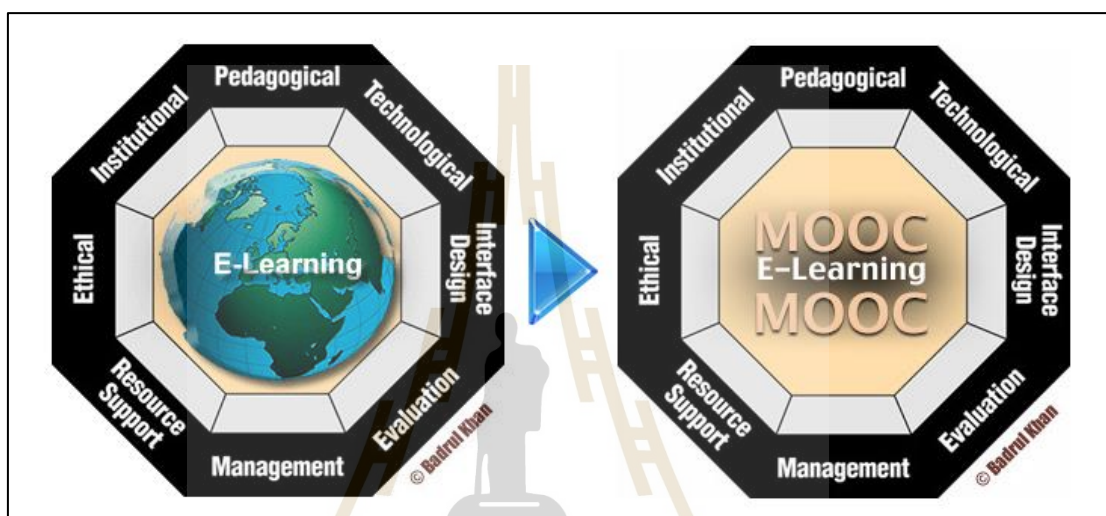 Pedagogical
Technological
Interface
Design
Evaluation
Management
Resource
Support
Ethical
Institutional
E-Learning
© Badrul Khan
Pedagogical
Technological
Interface
Design
Evaluation
Management
Resource
Support
Ethical
Institutional
MOOC
E-Learning
MOOC
© Badrul Khan